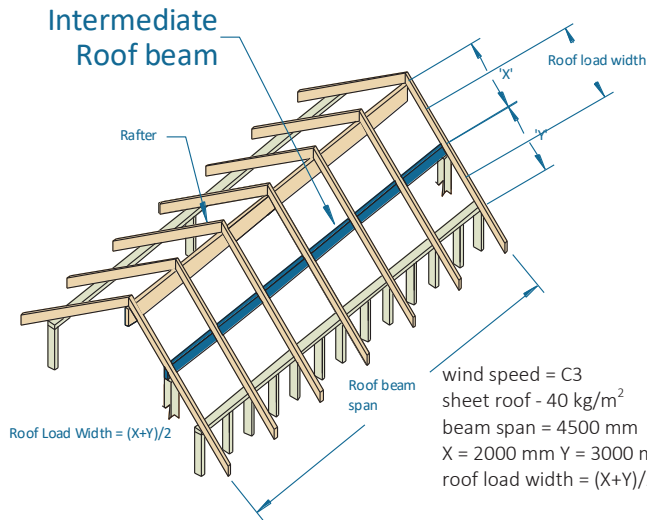 Intermediate
Roof beam
'X'
Roof load width
Rafter
'Y'
Roof beam
span
Roof Load Width = (X+Y)/2
wind speed = C3
sheet roof - 40 kg/m²
beam span = 4500 mm
X = 2000 mm Y = 3000
roof load width = (X+Y)/